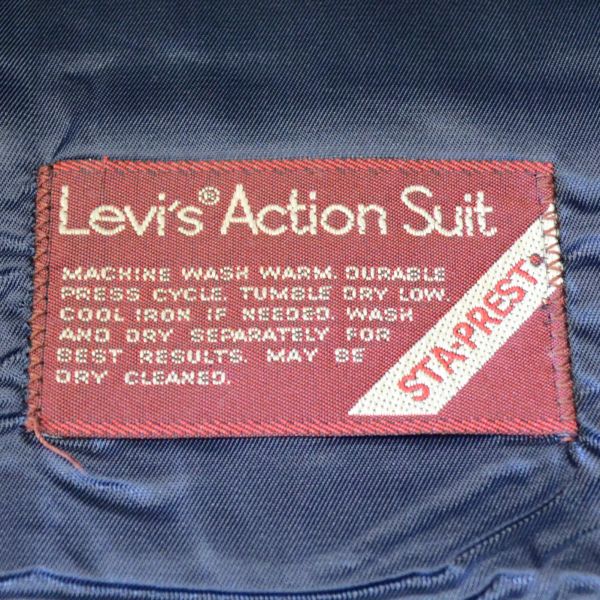 Levi's® Action Suit
MACHINE WASH WARM. DURABLE
PRESS CYCLE. TUMBLE DRY LOW.
COOL IRON IF NEEDED. WASH
AND DRY SEPARATELY FOR
BEST RESULTS. MAY BE
DRY CLEANED.
STA-PREST